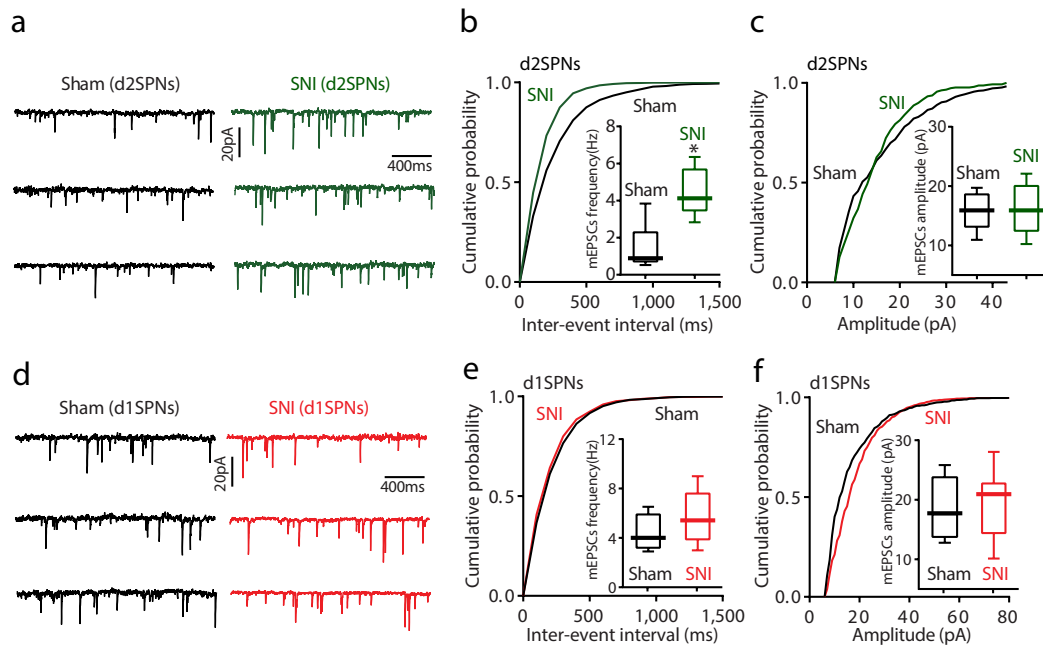 a
Sham (d2SPNs)
SNI (d2SPNs)
20pA
400ms
b
d2SPNs
SNI
Sham
Cumulative probability
1.0
0.5
0.0
0
500
1,000
1,500
Inter-event interval (ms)
mEPSCs frequency(Hz)
8
6
4
2
0
Sham
SNI
*
c
d2SPNs
SNI
Sham
Cumulative probability
1.0
0.5
0.0
0
10
20
30
40
Amplitude (pA)
mEPSCs amplitude (pA)
30
20
10
Sham
SNI
d
Sham (d1SPNs)
SNI (d1SPNs)
20pA
400ms
e
d1SPNs
SNI
Sham
Cumulative probability
1.0
0.5
0.0
0
500
1,000
1,500
Inter-event interval (ms)
mEPSCs frequency(Hz)
12
8
4
0
Sham
SNI
f
d1SPNs
Sham
SNI
Cumulative probability
1.0
0.5
0.0
0
20
40
60
80
Amplitude (pA)
mEPSCs amplitude (pA)
30
20
10
Sham
SNI